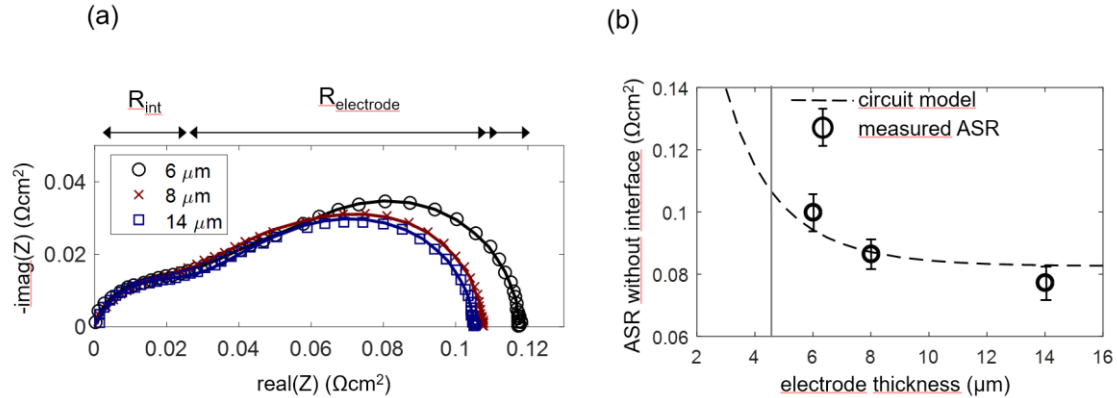 (a)
R_int
R_electrode
-imag(Z) (Ωcm²)
0.04
0.02
0
6 μm
8 μm
14 μm
0
0.02
0.04
0.06
0.08
0.1
0.12
real(Z) (Ωcm²)
(b)
ASR without interface (Ωcm²)
0.14
0.12
0.1
0.08
0.06
circuit model
measured ASR
2
4
6
8
10
12
14
16
electrode thickness (μm)